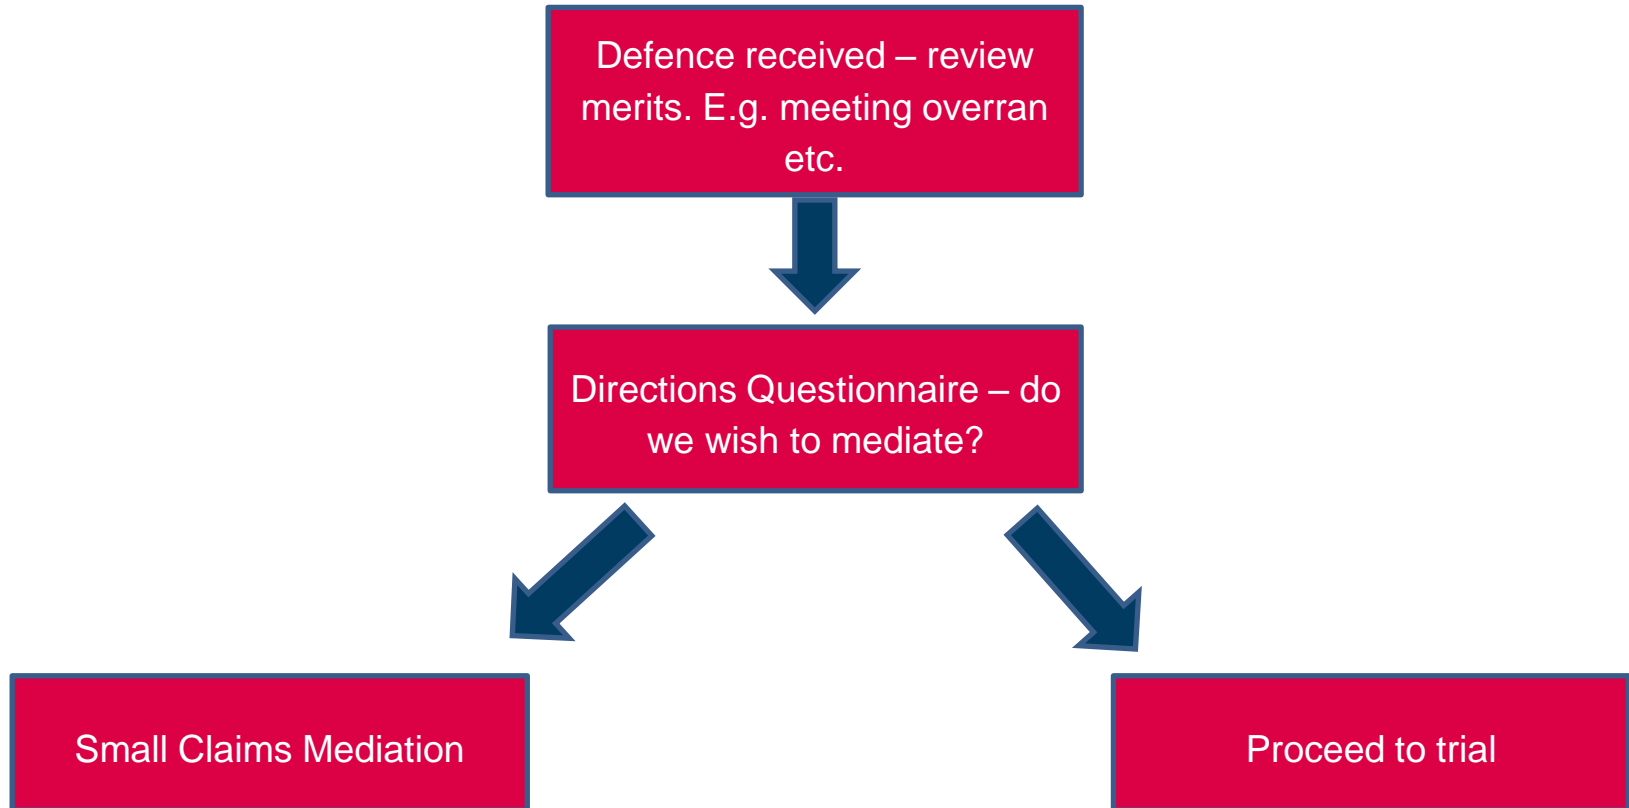 Defence received – review
merits. E.g. meeting overran
etc.
Directions Questionnaire – do
we wish to mediate?
Small Claims Mediation
Proceed to trial